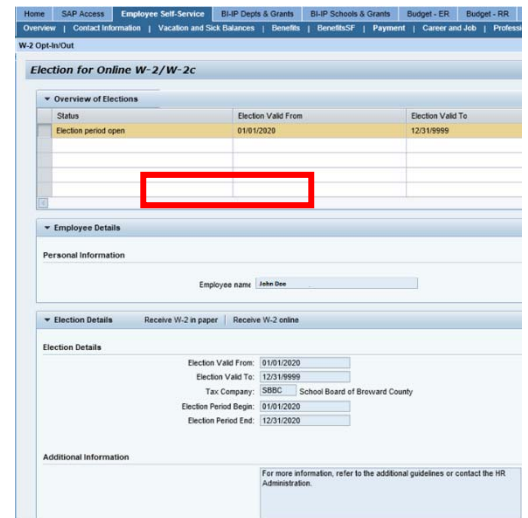 Home SAP Access Employee Self-Service BI-IP Depts & Grants BI-IP Schools & Grants Budget - ER Budget - RR
Overview | Contact Information | Vacation and Sick Balances | Benefits | BenefitsSF | Payment | Career and Job | Professi
W-2 Opt-In/Out
Election for Online W-2/W-2c
Overview of Elections
Status Election Valid From Election Valid To
Election period open 01/01/2020 12/31/9999
Employee Details
Personal Information
Employee name John Doe
Election Details Receive W-2 in paper | Receive W-2 online
Election Details
Election Valid From: 01/01/2020
Election Valid To: 12/31/9999
Tax Company: SBBC School Board of Broward County
Election Period Begin: 01/01/2020
Election Period End: 12/31/2020
Additional Information
For more information, refer to the additional guidelines or contact the HR
Administration.